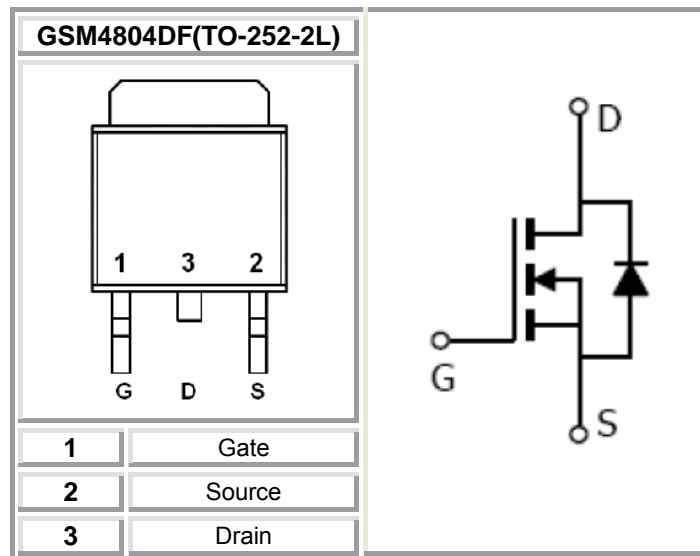 GSM4804DF(TO-252-2L)
1 3 2
G D S
1 Gate
2 Source
3 Drain
D
G
S